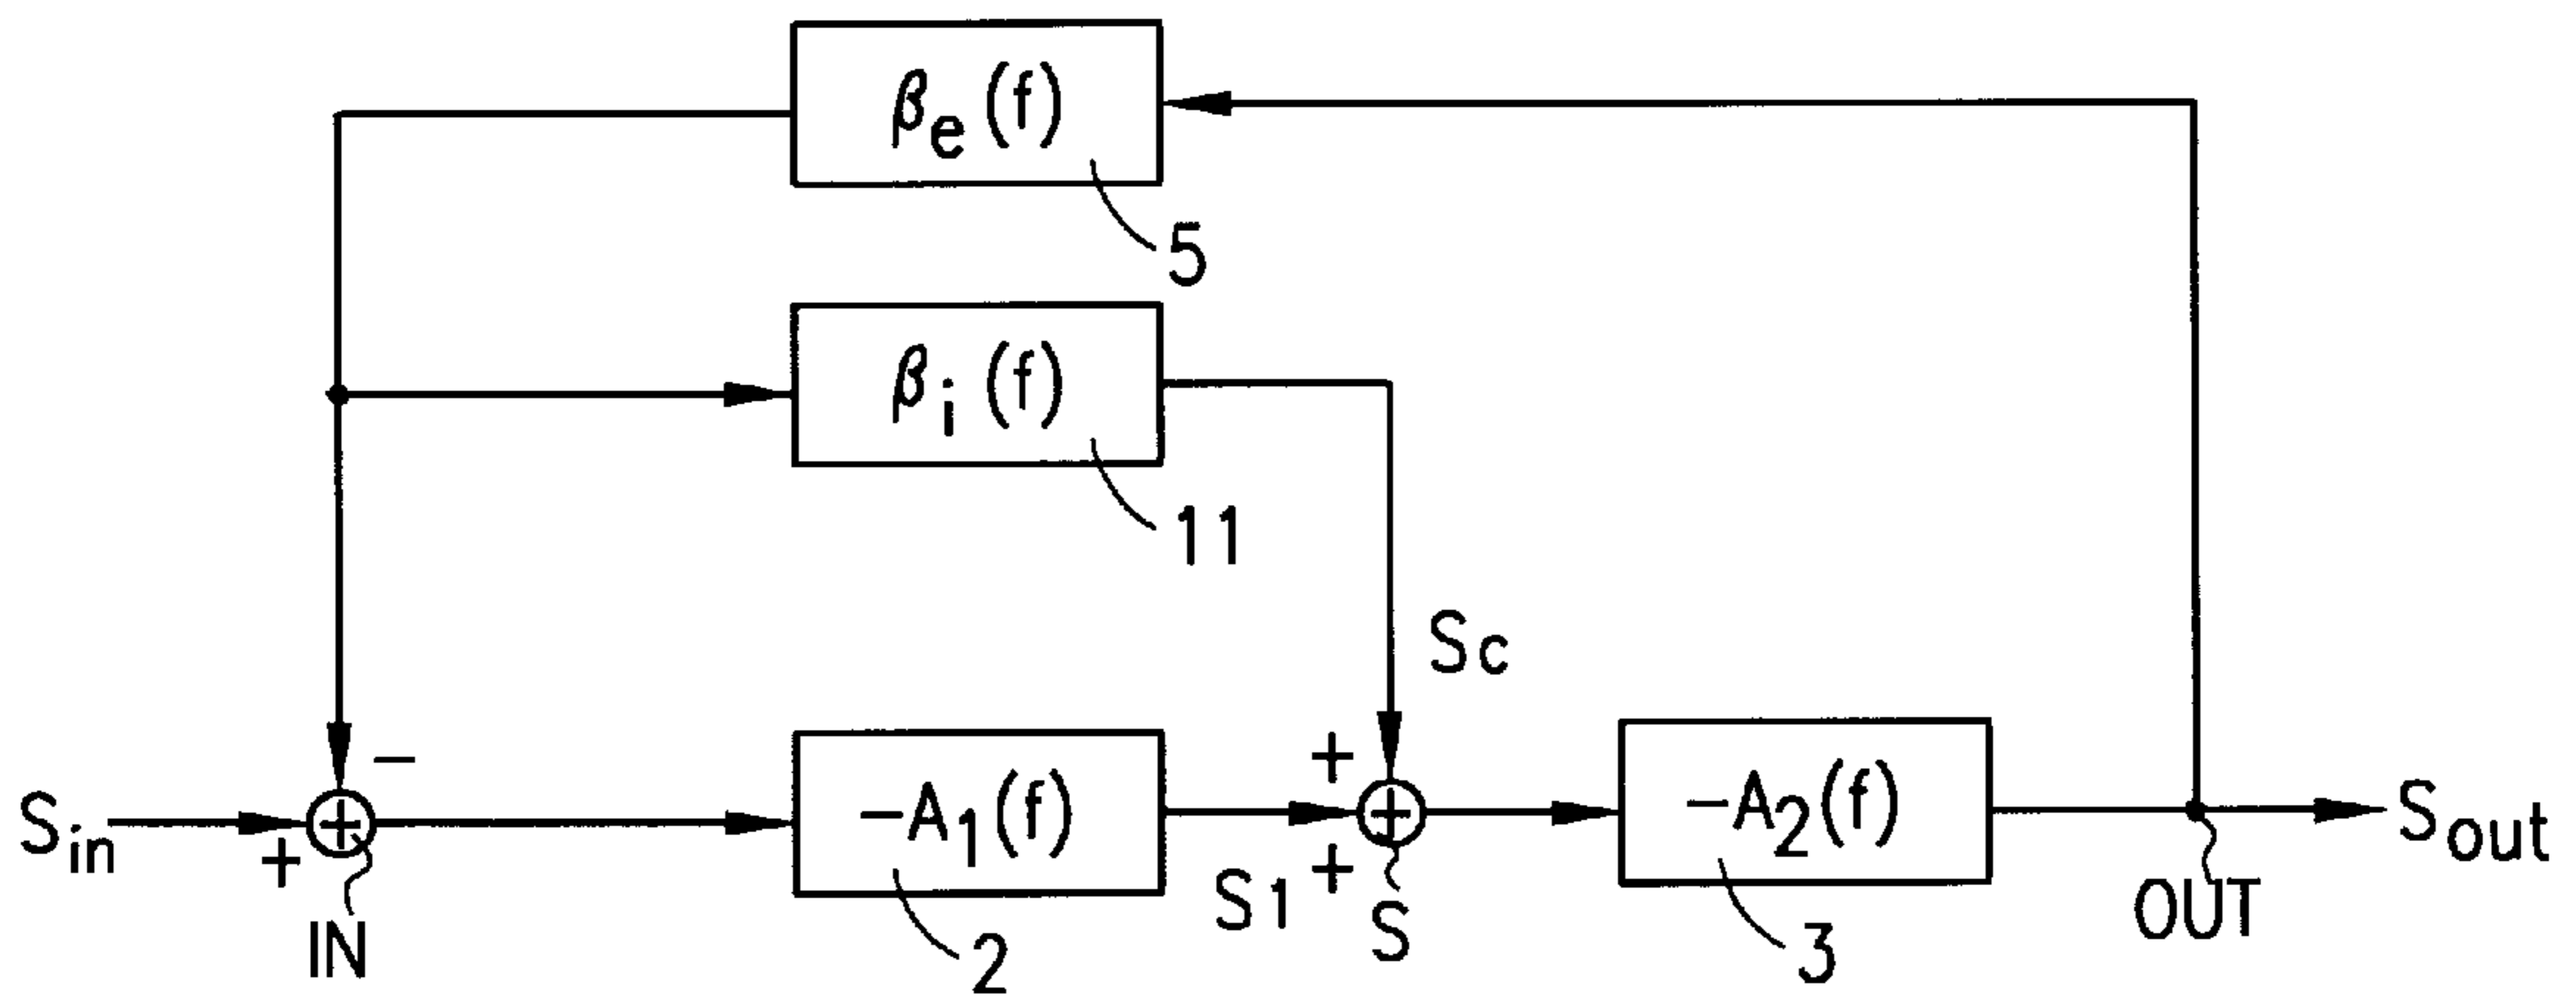 βe (f)
5
βi (f)
11
Sc
Sin
+
−
IN
−A1(f)
2
S1
+
+
S
−A2(f)
3
OUT
Sout